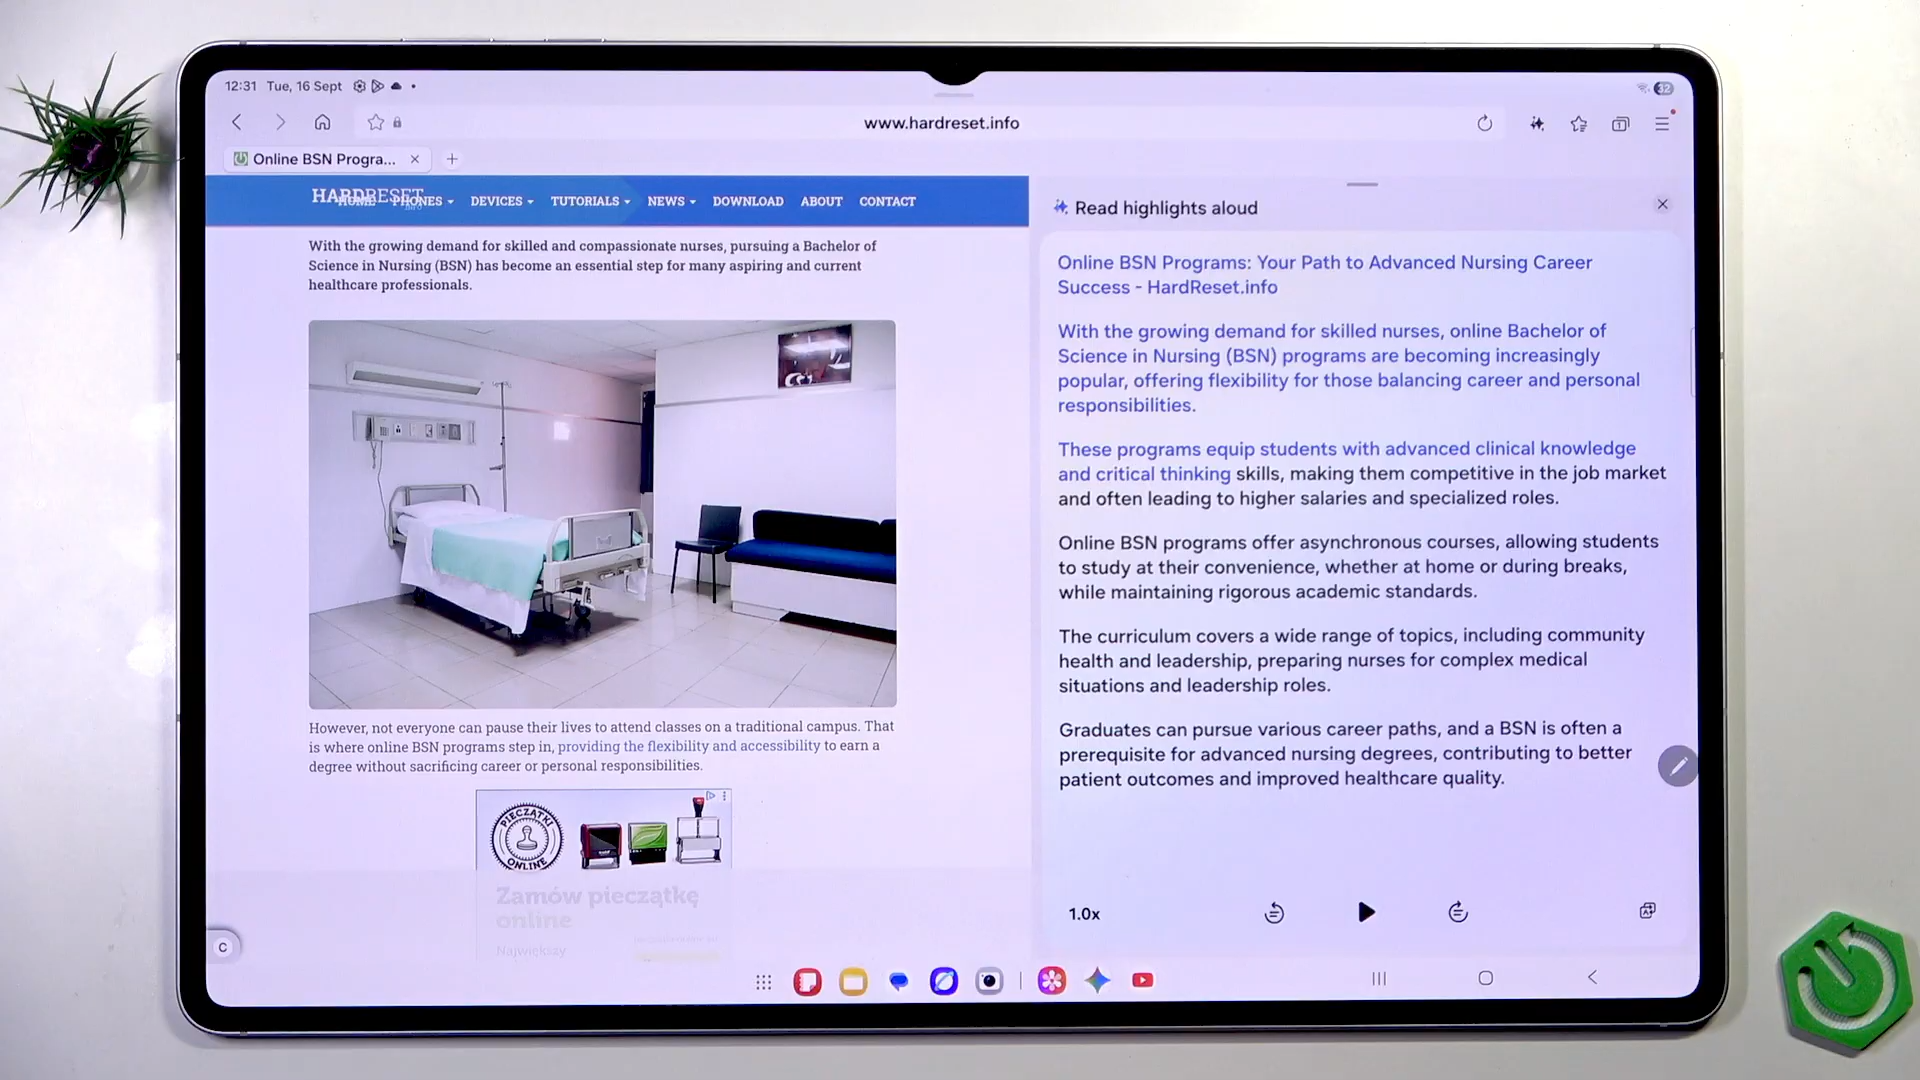 12:31 Tue, 16 Sept
32
www.hardreset.info
1
Online BSN Progra...
HARDRESET
HOME PHONES DEVICES TUTORIALS NEWS DOWNLOAD ABOUT CONTACT
With the growing demand for skilled and compassionate nurses, pursuing a Bachelor of
Science in Nursing (BSN) has become an essential step for many aspiring and current
healthcare professionals.
However, not everyone can pause their lives to attend classes on a traditional campus. That
is where online BSN programs step in, providing the flexibility and accessibility to earn a
degree without sacrificing career or personal responsibilities.
PIECZĄTKI
ONLINE
Zamów pieczątkę
online
Największy
C
Read highlights aloud
Online BSN Programs: Your Path to Advanced Nursing Career
Success - HardReset.info
With the growing demand for skilled nurses, online Bachelor of
Science in Nursing (BSN) programs are becoming increasingly
popular, offering flexibility for those balancing career and personal
responsibilities.
These programs equip students with advanced clinical knowledge
and critical thinking skills, making them competitive in the job market
and often leading to higher salaries and specialized roles.
Online BSN programs offer asynchronous courses, allowing students
to study at their convenience, whether at home or during breaks,
while maintaining rigorous academic standards.
The curriculum covers a wide range of topics, including community
health and leadership, preparing nurses for complex medical
situations and leadership roles.
Graduates can pursue various career paths, and a BSN is often a
prerequisite for advanced nursing degrees, contributing to better
patient outcomes and improved healthcare quality.
1.0x